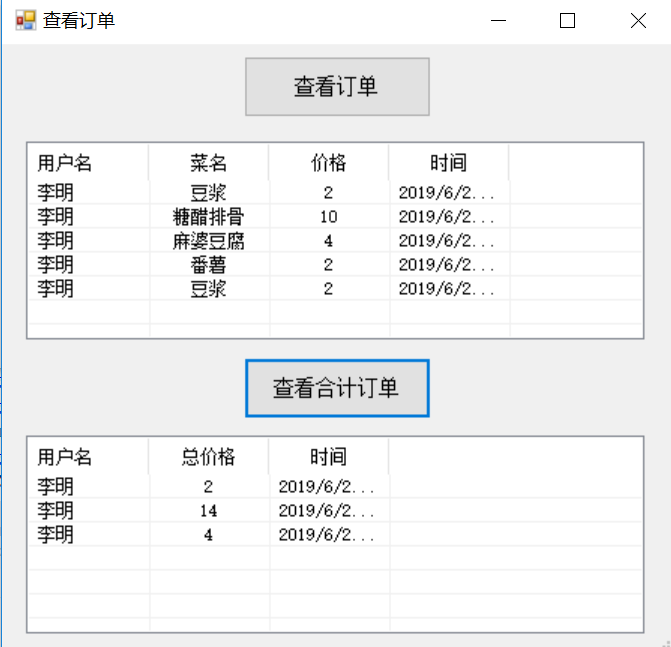 查看订单
查看订单
用户名 菜名 价格 时间
李明 豆浆 2 2019/6/2...
李明 糖醋排骨 10 2019/6/2...
李明 麻婆豆腐 4 2019/6/2...
李明 番薯 2 2019/6/2...
李明 豆浆 2 2019/6/2...
查看合计订单
用户名 总价格 时间
李明 2 2019/6/2...
李明 14 2019/6/2...
李明 4 2019/6/2...